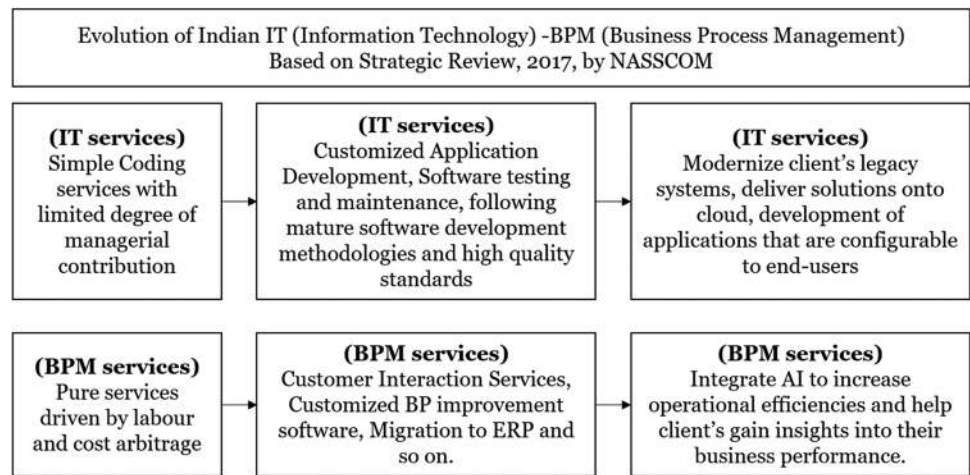 Evolution of Indian IT (Information Technology) -BPM (Business Process Management)
Based on Strategic Review, 2017, by NASSCOM
(IT services)
Simple Coding
services with
limited degree of
managerial
contribution
(IT services)
Customized Application
Development, Software testing
and maintenance, following
mature software development
methodologies and high quality
standards
(IT services)
Modernize client's legacy
systems, deliver solutions onto
cloud, development of
applications that are configurable
to end-users
(BPM services)
Pure services
driven by labour
and cost arbitrage
(BPM services)
Customer Interaction Services,
Customized BP improvement
software, Migration to ERP and
so on.
(BPM services)
Integrate AI to increase
operational efficiencies and help
client's gain insights into their
business performance.